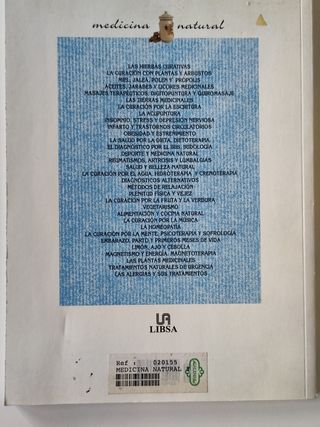 medicina natural
LAS HIERBAS CURATIVAS
LA CURACIÓN CON PLANTAS Y ARBUSTOS
MIEL, JALEA, POLEN Y PROPOLIS
ACEITES, JARABES Y LICORES MEDICINALES
MASAJES TERAPEUTICOS: DIGITOPUNTURA Y QUIROMASAJE
LAS TIERRAS MEDICINALES
LA CURACIÓN POR LA ESCRITURA
LA ACUPUNTURA
INSOMNIO, STRESS Y DEPRESIÓN NERVIOSA
INFARTO Y TRASTORNOS CIRCULATORIOS
OBESIDAD Y ESTREÑIMIENTO
LA SALUD POR LA DIETA, DIETOTERAPIA
EL DIAGNÓSTICO POR EL IRIS, IRIDOLOGÍA
DEPORTE Y MEDICINA NATURAL
REUMATISMOS, ARTROSIS Y LUMBALGIAS
SALUD Y BELLEZA NATURAL
LA CURACIÓN POR EL AGUA, HIDROTERAPIA Y CRENOTERAPIA
DIAGNÓSTICOS ALTERNATIVOS
MÉTODOS DE RELAJACIÓN
PLENITUD FÍSICA Y VEJEZ
LA CURACIÓN POR LA FRUTA Y LA VERDURA
VEGETARISMO
ALIMENTACIÓN Y COCINA NATURAL
LA CURACIÓN POR LA MÚSICA
LA HOMEOPATÍA
LA CURACIÓN POR LA MENTE, PSICOTERAPIA Y SOFROLOGÍA
EMBARAZO, PARTO Y PRIMEROS MESES DE VIDA
LIMÓN, AJO Y CEBOLLA
MAGNETISMO Y ENERGÍA, MAGNETOTERAPIA
LAS PLANTAS MEDICINALES
TRATAMIENTOS NATURALES DE URGENCIA
LAS ALERGIAS Y SUS TRATAMIENTOS
LIBSA
Ref : 020155
MEDICINA NATURAL